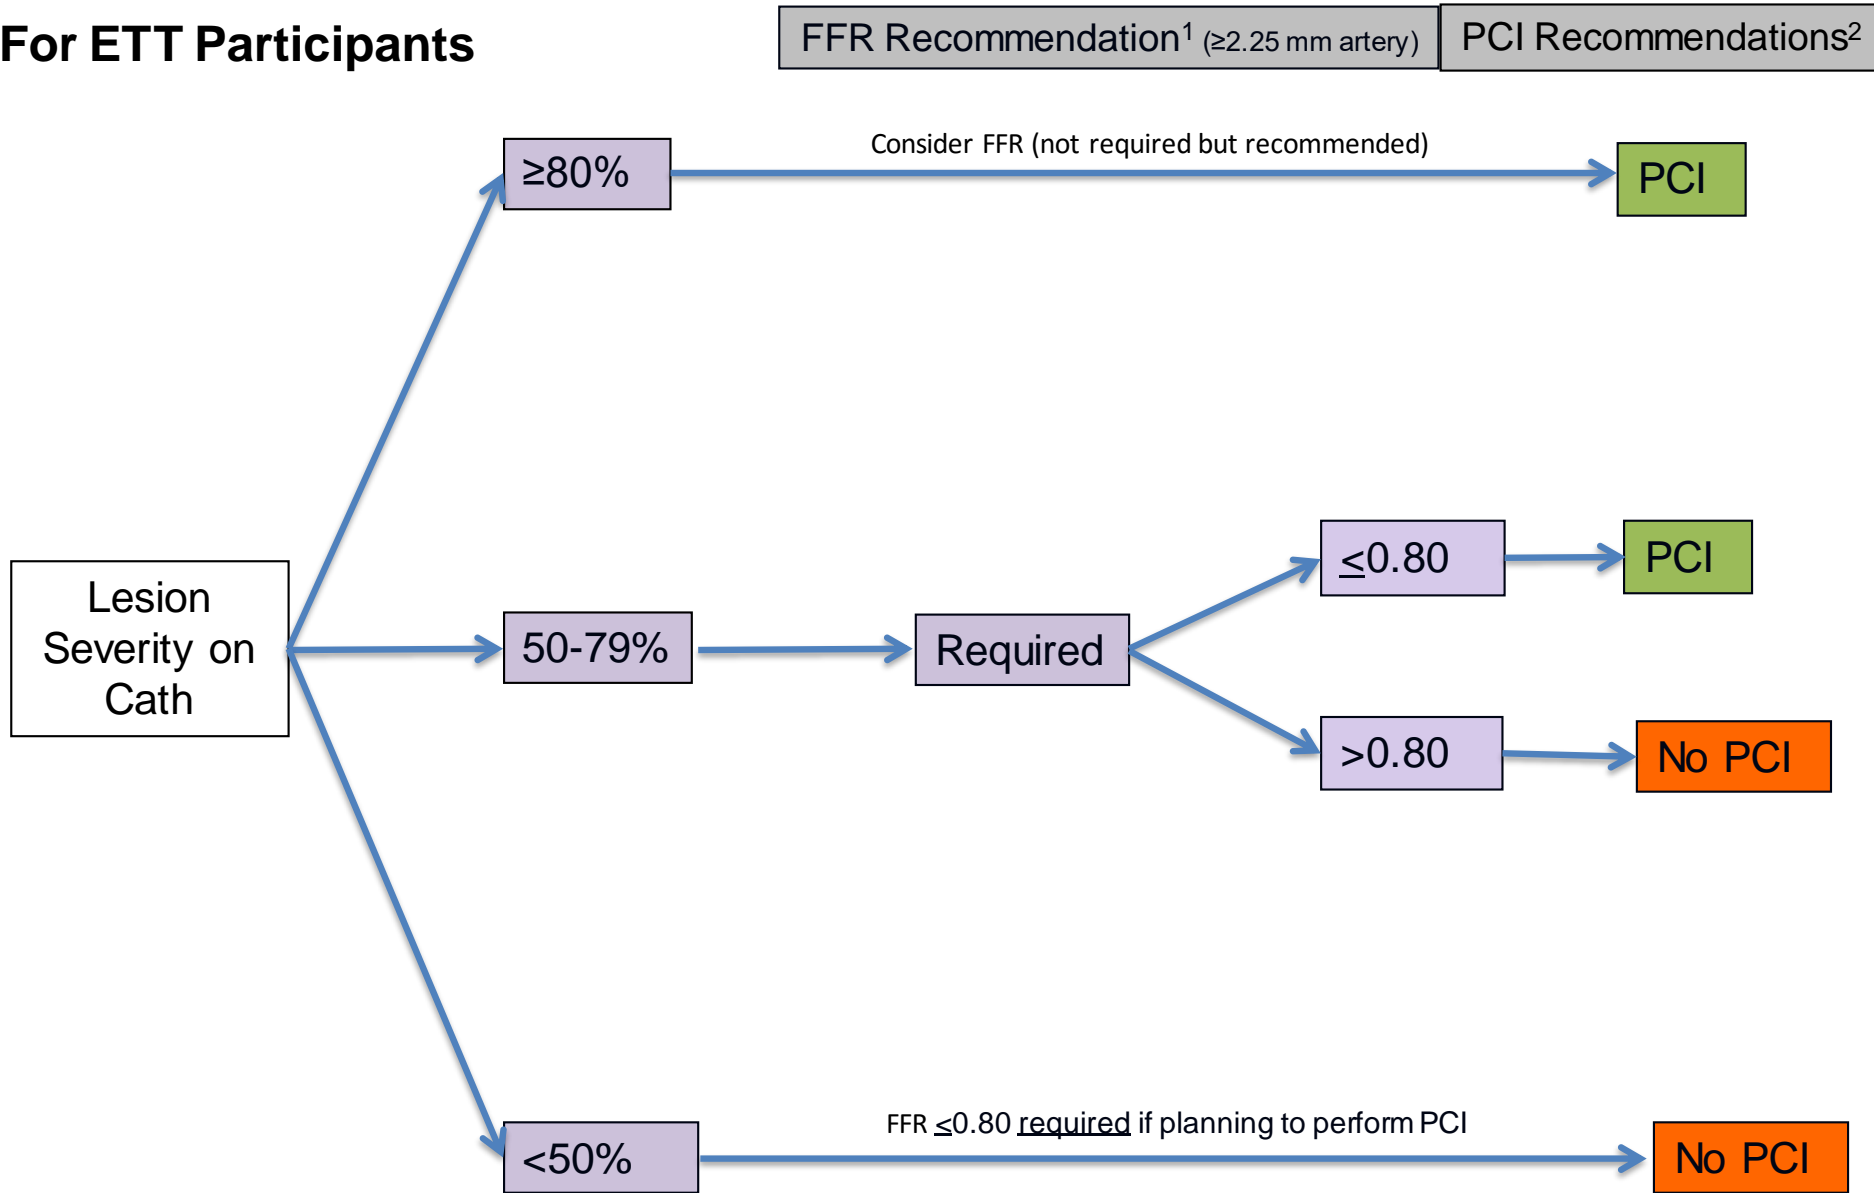 For ETT Participants
FFR Recommendation¹ (≥2.25 mm artery)
PCI Recommendations²
Consider FFR (not required but recommended)
≥80%
PCI
≤0.80
PCI
Lesion
Severity on
Cath
50-79%
Required
>0.80
No PCI
FFR ≤0.80 required if planning to perform PCI
<50%
No PCI